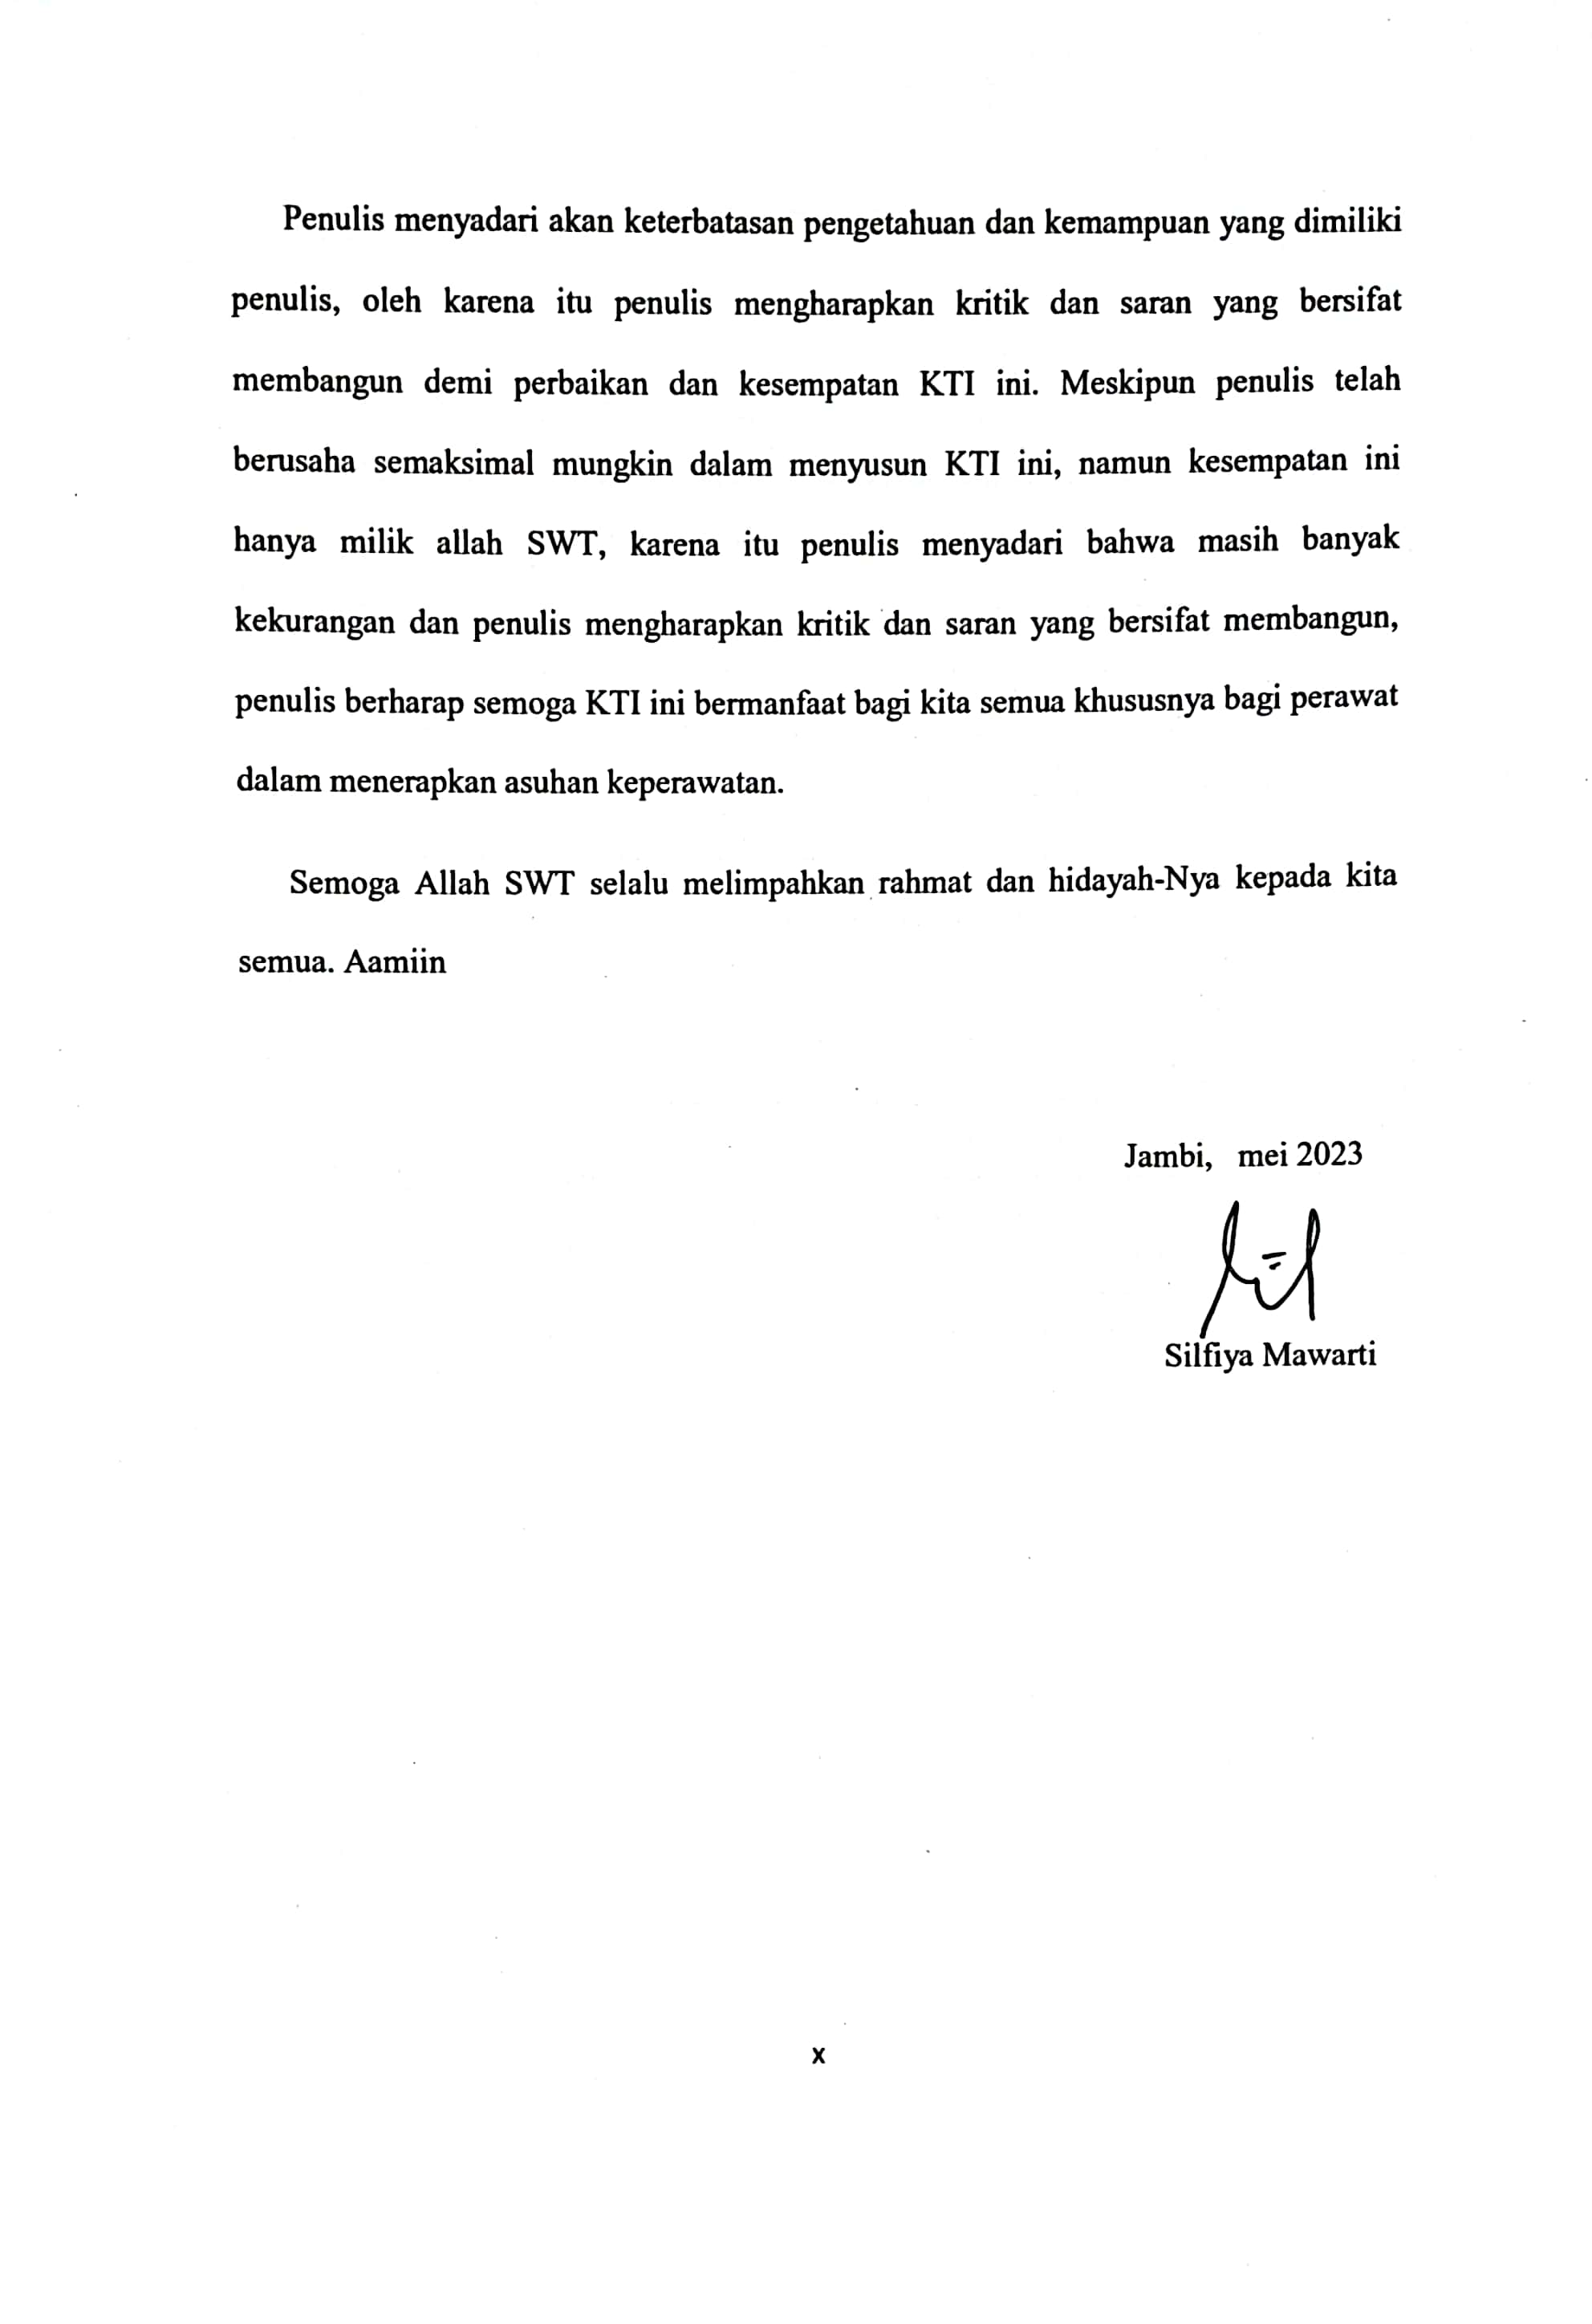 Penulis menyadari akan keterbatasan pengetahuan dan kemampuan yang dimiliki
penulis, oleh karena itu penulis mengharapkan kritik dan saran yang bersifat
membangun demi perbaikan dan kesempatan KTI ini. Meskipun penulis telah
berusaha semaksimal mungkin dalam menyusun KTI ini, namun kesempatan ini
hanya milik allah SWT, karena itu penulis menyadari bahwa masih banyak
kekurangan dan penulis mengharapkan kritik dan saran yang bersifat membangun,
penulis berharap semoga KTI ini bermanfaat bagi kita semua khususnya bagi perawat
dalam menerapkan asuhan keperawatan.
Semoga Allah SWT selalu melimpahkan rahmat dan hidayah-Nya kepada kita
semua. Aamiin
Jambi, mei 2023
Silfiya Mawarti
x